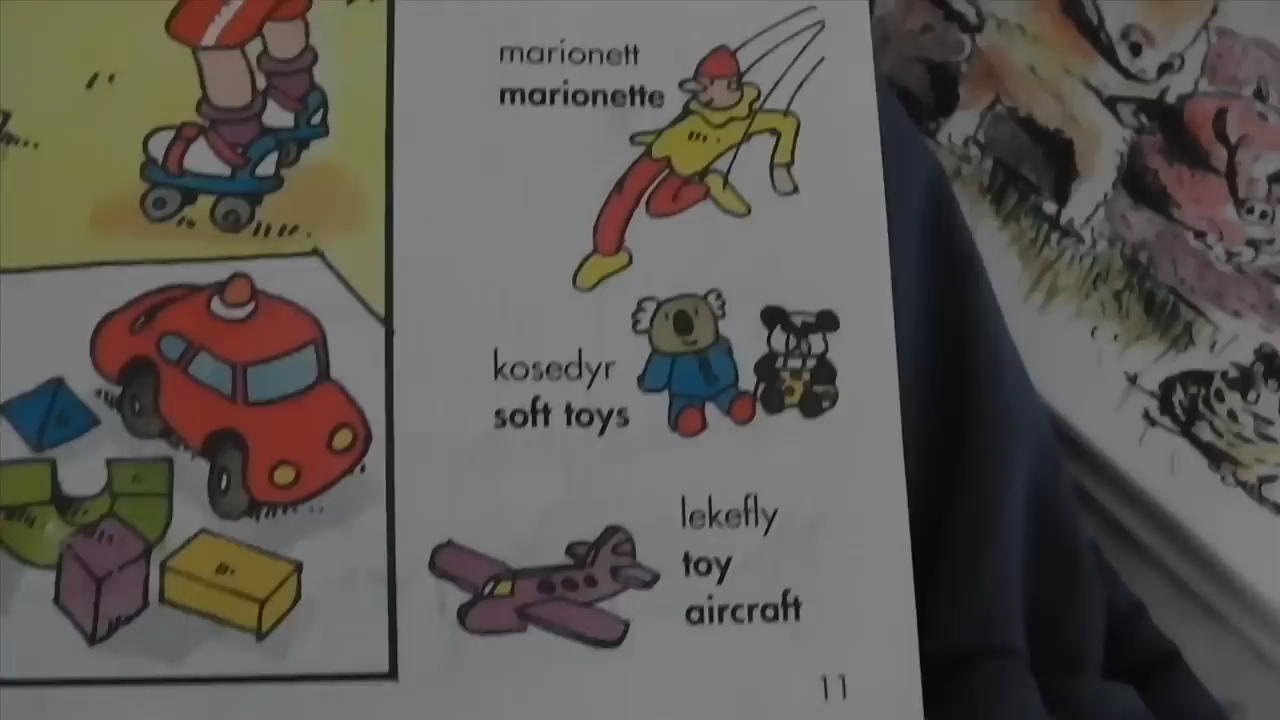 marionett
marionette
kosedyr
soft toys
lekefly
toy
aircraft
11